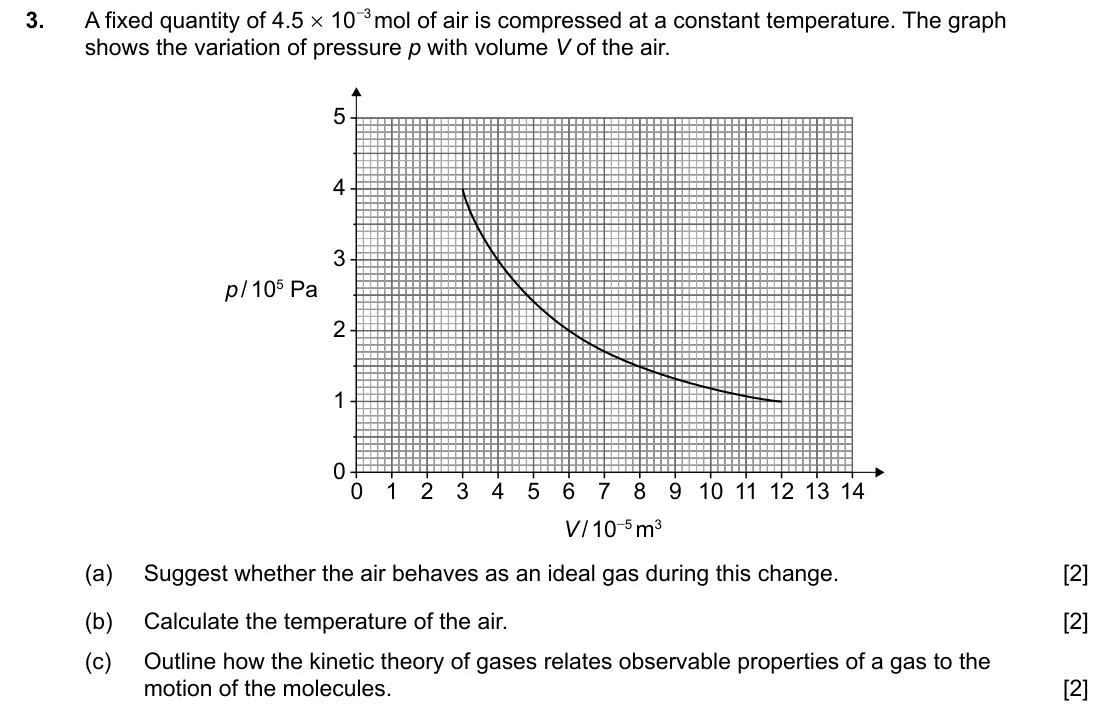 3. A fixed quantity of 4.5 × 10⁻³ mol of air is compressed at a constant temperature. The graph
shows the variation of pressure p with volume V of the air.
5
4
3
p / 10⁵ Pa
2
1
0
0 1 2 3 4 5 6 7 8 9 10 11 12 13 14
V / 10⁻⁵ m³
(a) Suggest whether the air behaves as an ideal gas during this change. [2]
(b) Calculate the temperature of the air. [2]
(c) Outline how the kinetic theory of gases relates observable properties of a gas to the
motion of the molecules. [2]